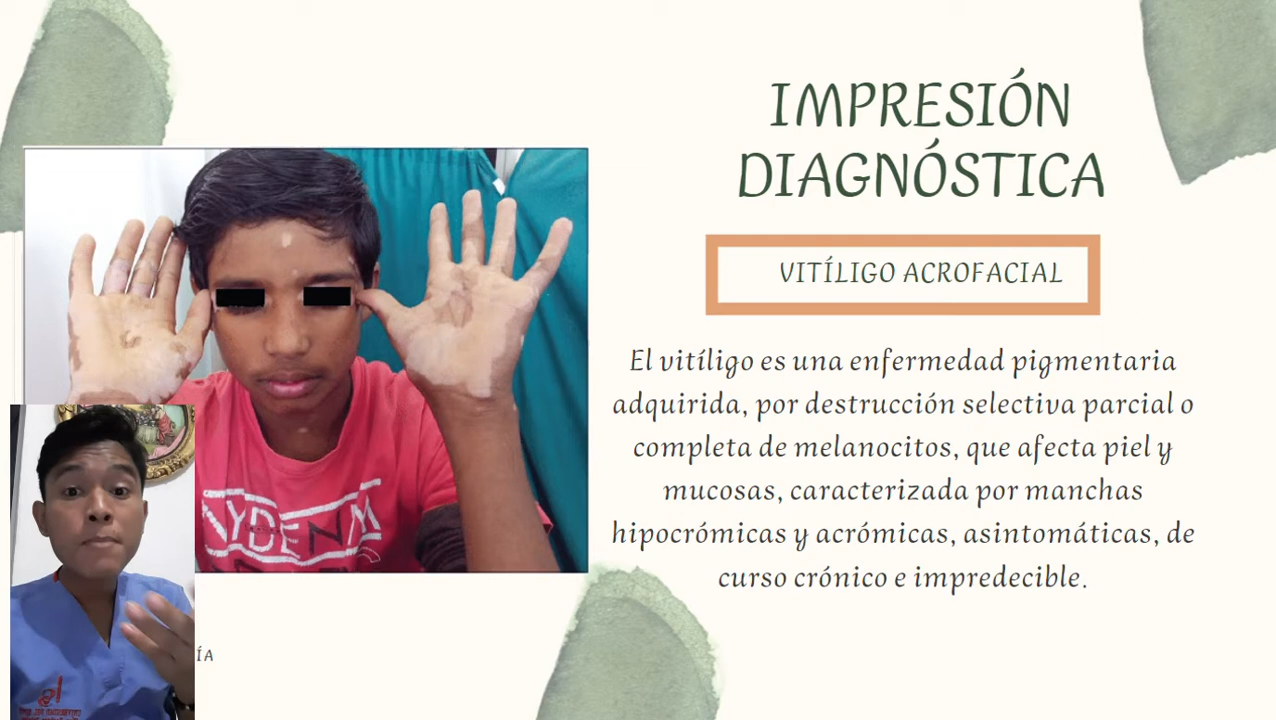 IMPRESIÓN
DIAGNÓSTICA
VITÍLIGO ACROFACIAL
El vitíligo es una enfermedad pigmentaria
adquirida, por destrucción selectiva parcial o
completa de melanocitos, que afecta piel y
mucosas, caracterizada por manchas
hipocrómicas y acrómicas, asintomáticas, de
curso crónico e impredecible.
ÍA